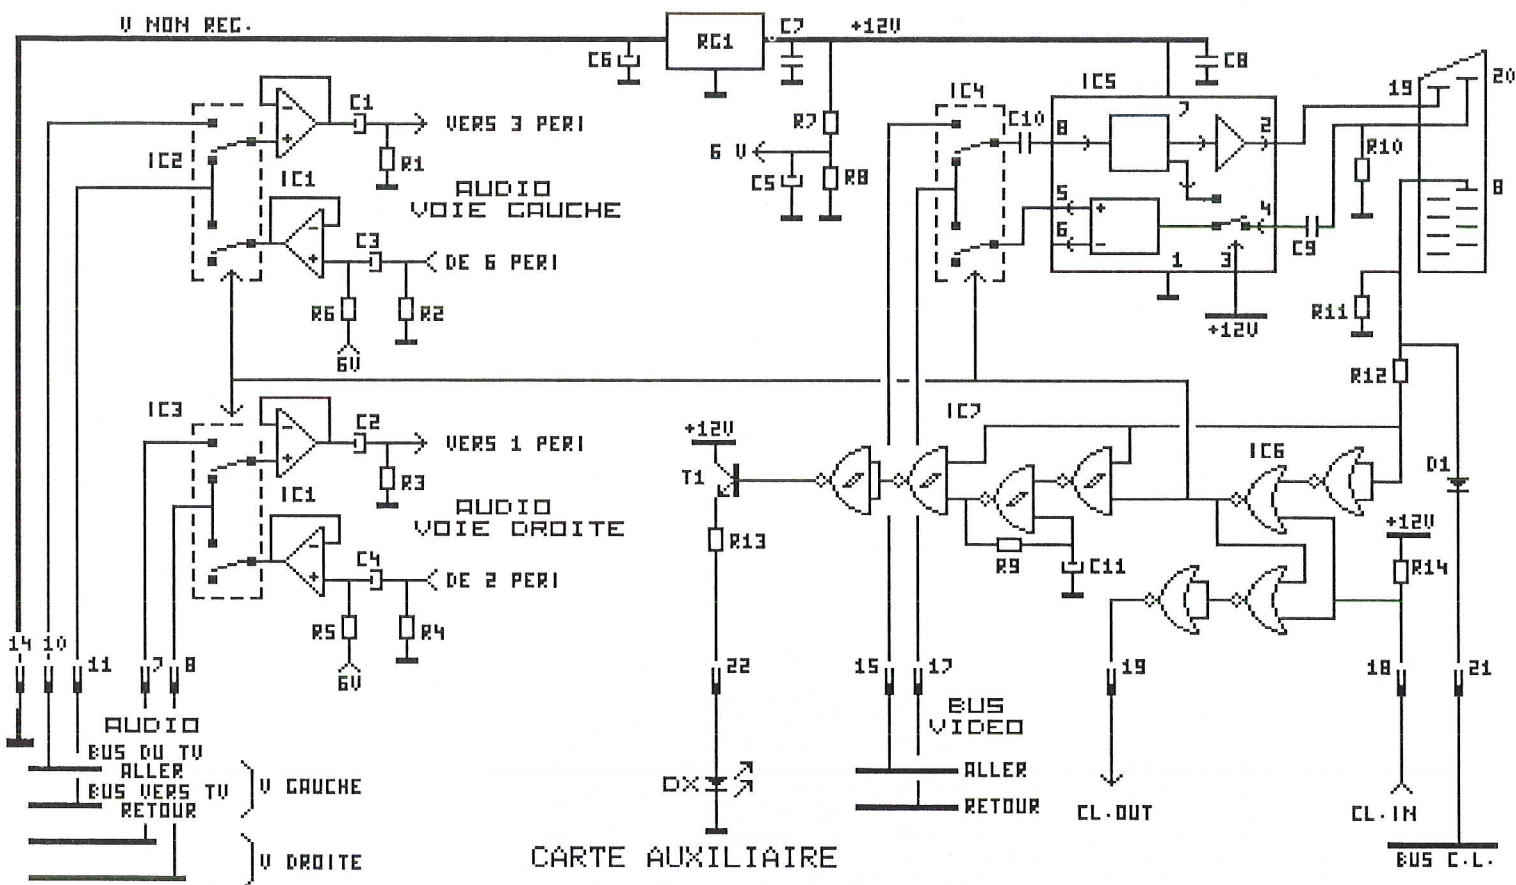 V NON REG.
RG1
C7
+12V
C6
C8
IC5
20
19
IC4
C1
VERS 3 PERI
R7
C10
8
7
2
IC2
R1
6 V
R10
IC1
AUDIO
VOIE GAUCHE
C5
R8
5
+
8
4
6
-
C3
DE 6 PERI
1
3
C9
R6
R2
R11
+12V
6V
R12
IC3
C2
IC7
VERS 1 PERI
+12V
IC6
T1
D1
R3
IC1
AUDIO
VOIE DROITE
+12V
R13
C4
R9
C11
R14
DE 2 PERI
R5
R4
14
10
11
7
8
22
15
17
19
18
21
6V
BUS
VIDEO
AUDIO
BUS DU TV
ALLER
BUS VERS TV
RETOUR
V GAUCHE
DX
ALLER
RETOUR
CL.OUT
CL.IN
V DROITE
CARTE AUXILIAIRE
BUS C.L.